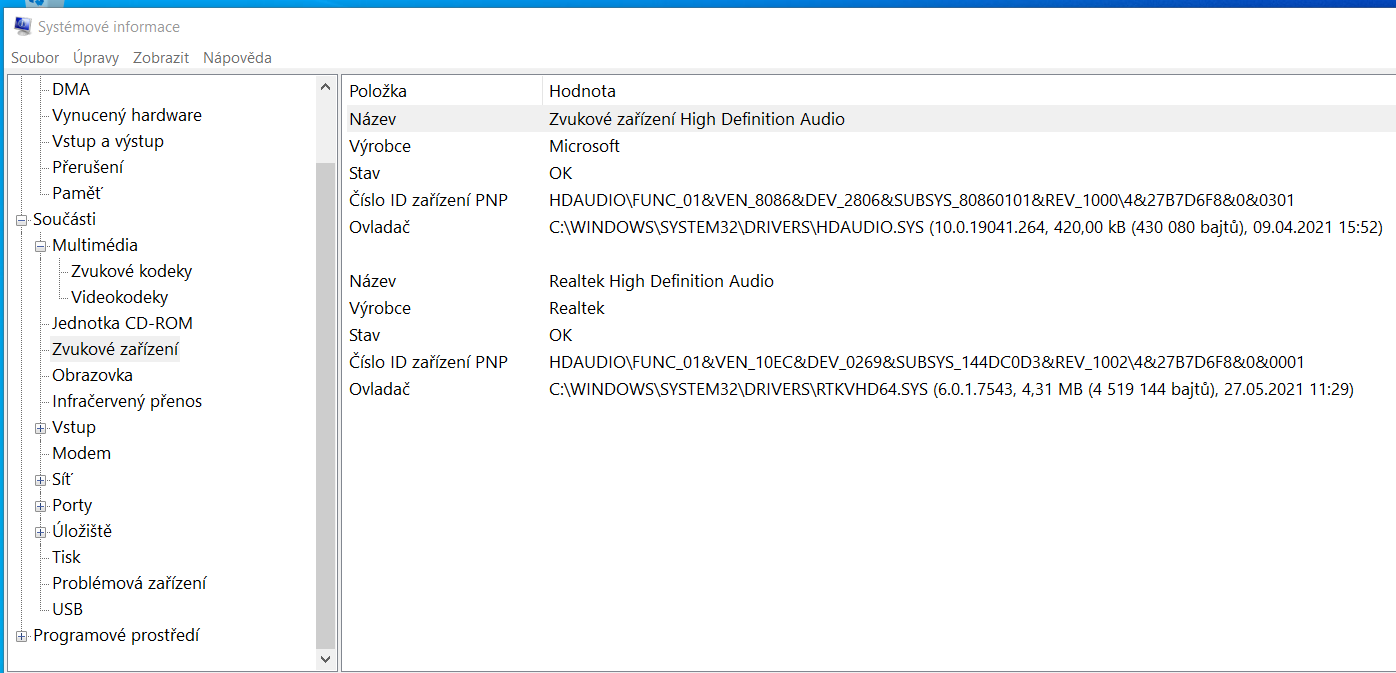 Systémové informace
Soubor Úpravy Zobrazit Nápověda
DMA
Vynucený hardware
Vstup a výstup
Přerušení
Paměť
Součásti
Multimédia
Zvukové kodeky
Videokodeky
Jednotka CD-ROM
Zvukové zařízení
Obrazovka
Infračervený přenos
Vstup
Modem
Síť
Porty
Úložiště
Tisk
Problémová zařízení
USB
Programové prostředí
Položka Hodnota
Název Zvukové zařízení High Definition Audio
Výrobce Microsoft
Stav OK
Číslo ID zařízení PNP HDAUDIO\FUNC_01&VEN_8086&DEV_2806&SUBSYS_80860101&REV_1000\4&27B7D6F8&0&0301
Ovladač C:\WINDOWS\SYSTEM32\DRIVERS\HDAUDIO.SYS (10.0.19041.264, 420,00 kB (430 080 bajtů), 09.04.2021 15:52)
Název Realtek High Definition Audio
Výrobce Realtek
Stav OK
Číslo ID zařízení PNP HDAUDIO\FUNC_01&VEN_10EC&DEV_0269&SUBSYS_144DC0D3&REV_1002\4&27B7D6F8&0&0001
Ovladač C:\WINDOWS\SYSTEM32\DRIVERS\RTKVHD64.SYS (6.0.1.7543, 4,31 MB (4 519 144 bajtů), 27.05.2021 11:29)